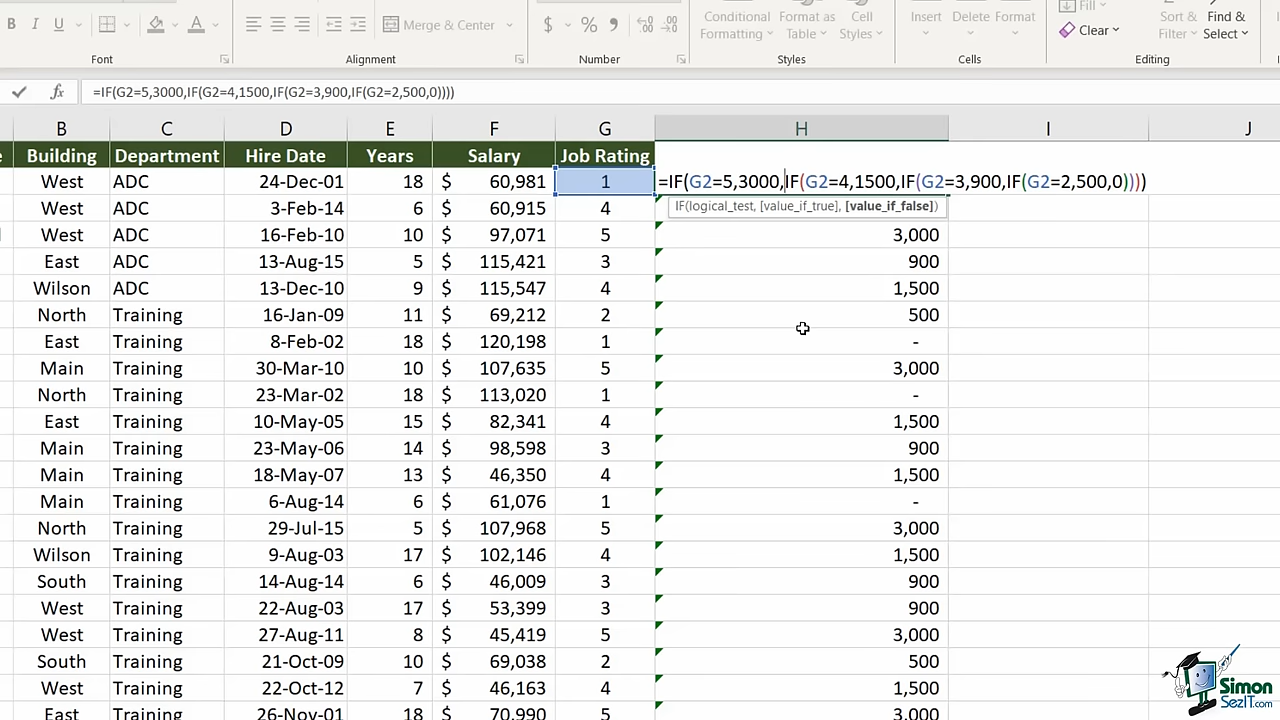 B I U Merge & Center $ % 9 Conditional Formatting Format as Table Cell Styles Insert Delete Format Fill Clear Sort & Filter Find & Select
Font Alignment Number Styles Cells Editing
fx =IF(G2=5,3000,IF(G2=4,1500,IF(G2=3,900,IF(G2=2,500,0))))
B C D E F G H I J
e Building Department Hire Date Years Salary Job Rating
West ADC 24-Dec-01 18 $ 60,981 1 =IF(G2=5,3000,IF(G2=4,1500,IF(G2=3,900,IF(G2=2,500,0))))
IF(logical_test, [value_if_true], [value_if_false])
West ADC 3-Feb-14 6 $ 60,915 4
West ADC 16-Feb-10 10 $ 97,071 5 3,000
East ADC 13-Aug-15 5 $ 115,421 3 900
Wilson ADC 13-Dec-10 9 $ 115,547 4 1,500
North Training 16-Jan-09 11 $ 69,212 2 500
East Training 8-Feb-02 18 $ 120,198 1 -
Main Training 30-Mar-10 10 $ 107,635 5 3,000
North Training 23-Mar-02 18 $ 113,020 1 -
East Training 10-May-05 15 $ 82,341 4 1,500
Main Training 23-May-06 14 $ 98,598 3 900
Main Training 18-May-07 13 $ 46,350 4 1,500
Main Training 6-Aug-14 6 $ 61,076 1 -
North Training 29-Jul-15 5 $ 107,968 5 3,000
Wilson Training 9-Aug-03 17 $ 102,146 4 1,500
South Training 14-Aug-14 6 $ 46,009 3 900
West Training 22-Aug-03 17 $ 53,399 3 900
West Training 27-Aug-11 8 $ 45,419 5 3,000
South Training 21-Oct-09 10 $ 69,038 2 500
West Training 22-Oct-12 7 $ 46,163 4 1,500
East Training 26-Nov-01 18 $ 70,990 5 3,000
Simon
SezIT.com